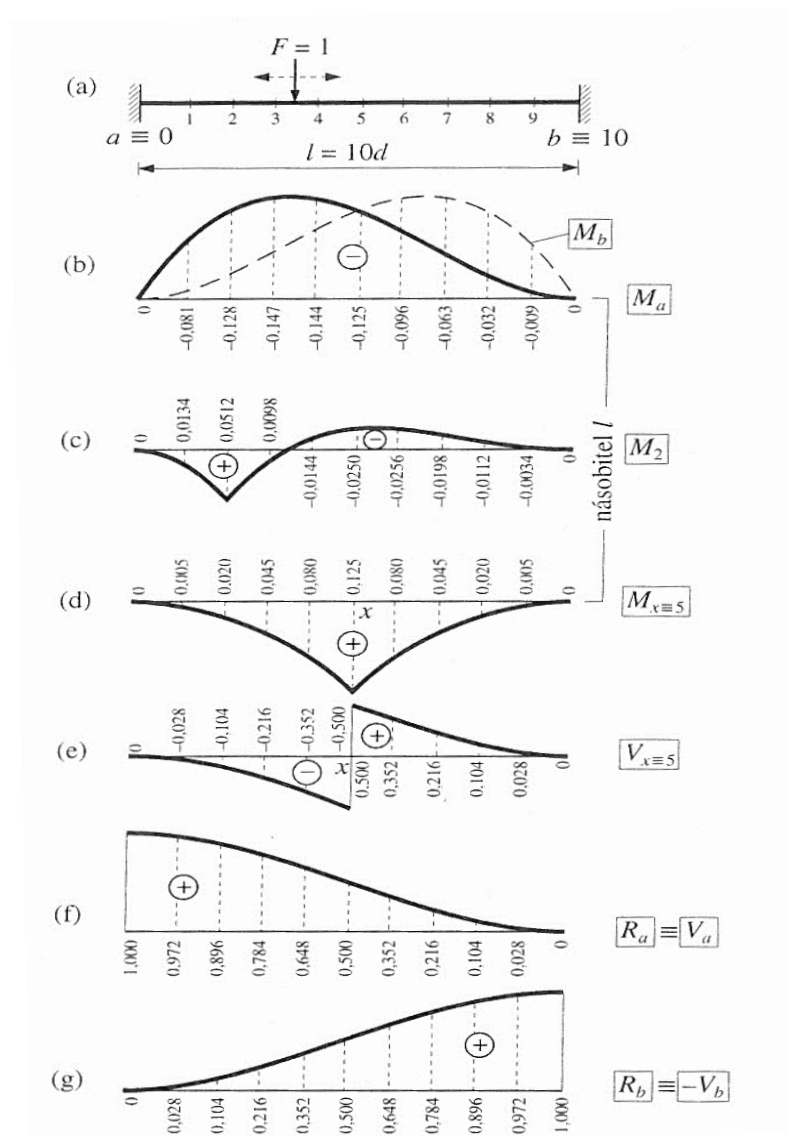 F = 1
(a)
1 2 3 4 5 6 7 8 9
a ≡ 0
b ≡ 10
l = 10d
(b)
−
M_b
M_a
0 −0,081 −0,128 −0,147 −0,144 −0,125 −0,096 −0,063 −0,032 −0,009 0
násobitel l
0 0,0134 0,0512 0,0098
(c)
+
−
M_2
−0,0144 −0,0250 −0,0256 −0,0198 −0,0112 −0,0034 0
0 0,005 0,020 0,045 0,080 0,125 0,080 0,045 0,020 0,005 0
(d)
x
+
M_{x≡5}
0 −0,028 −0,104 −0,216 −0,352 −0,500
(e)
−
x
+
V_{x≡5}
0,500 0,352 0,216 0,104 0,028 0
(f)
+
R_a ≡ V_a
1,000 0,972 0,896 0,784 0,648 0,500 0,352 0,216 0,104 0,028 0
(g)
+
R_b ≡ −V_b
0 0,028 0,104 0,216 0,352 0,500 0,648 0,784 0,896 0,972 1,000